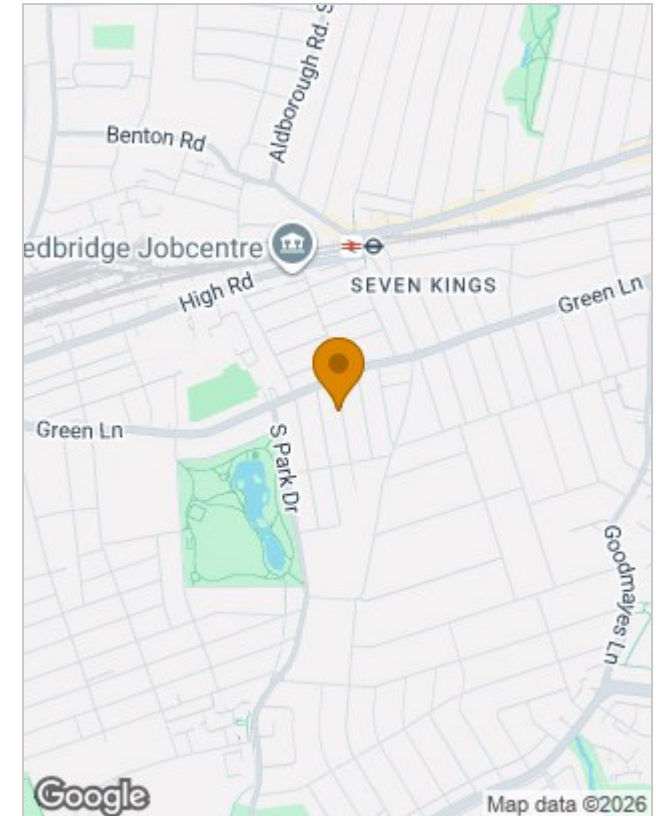 Aldborough Rd. S
Benton Rd
edbridge Jobcentre
High Rd
SEVEN KINGS
Green Ln
Green Ln
S Park Dr
Goodmayes Ln
Google
Map data ©2026